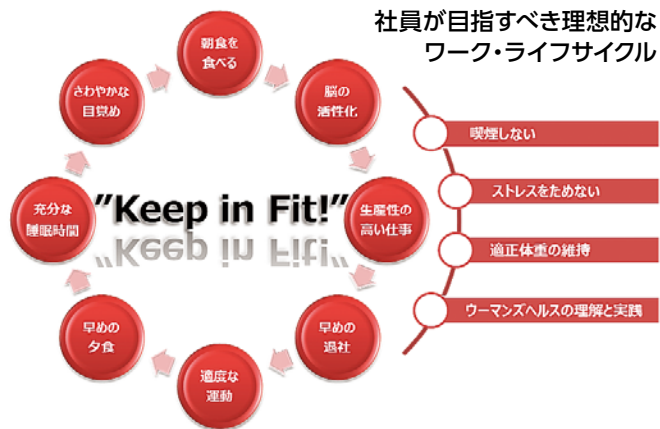 社員が目指すべき理想的な
ワーク・ライフサイクル
朝食を
食べる
脳の
活性化
生産性の
高い仕事
早めの
退社
適度な
運動
早めの
夕食
充分な
睡眠時間
さわやかな
目覚め
"Keep in Fit!"
"Keep in Fit!"
喫煙しない
ストレスをためない
適正体重の維持
ウーマンズヘルスの理解と実践